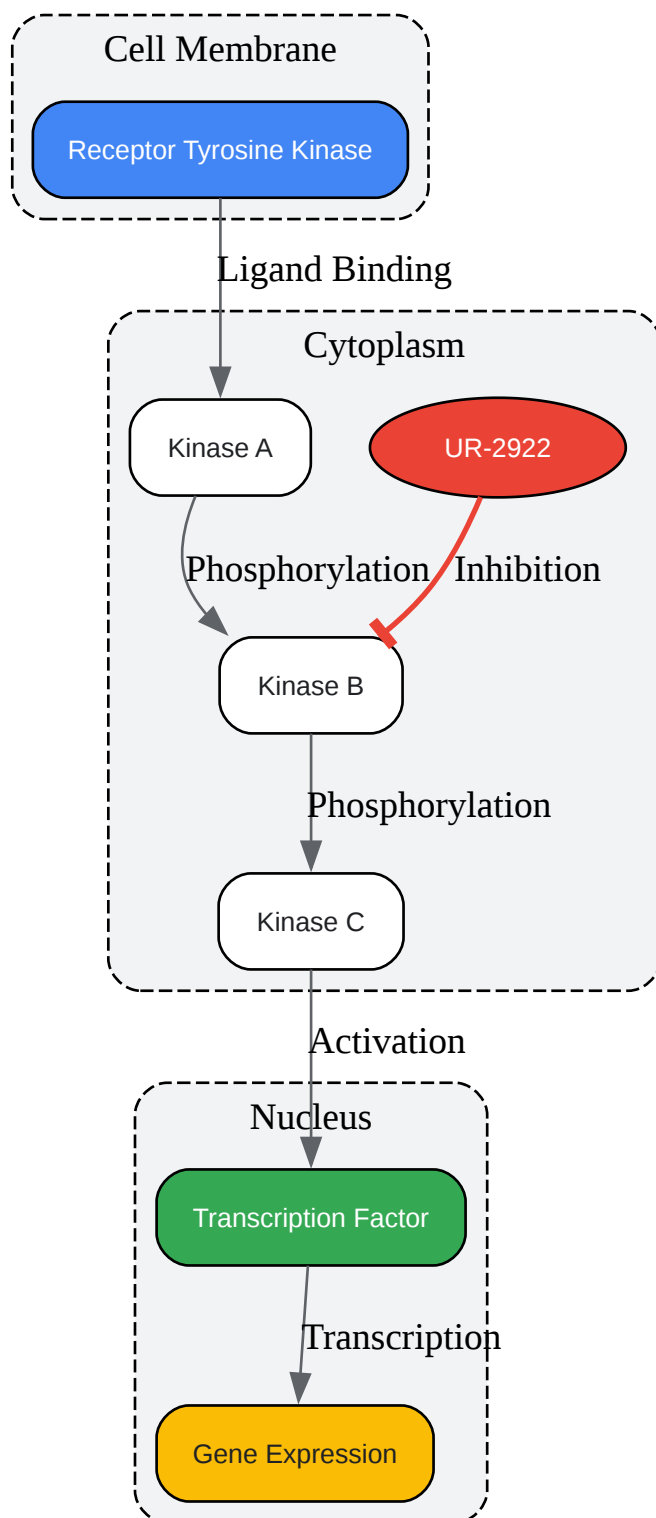 Cell Membrane
Receptor Tyrosine Kinase
Ligand Binding
Cytoplasm
Kinase A
UR-2922
Phosphorylation
Inhibition
Kinase B
Phosphorylation
Kinase C
Activation
Nucleus
Transcription Factor
Transcription
Gene Expression